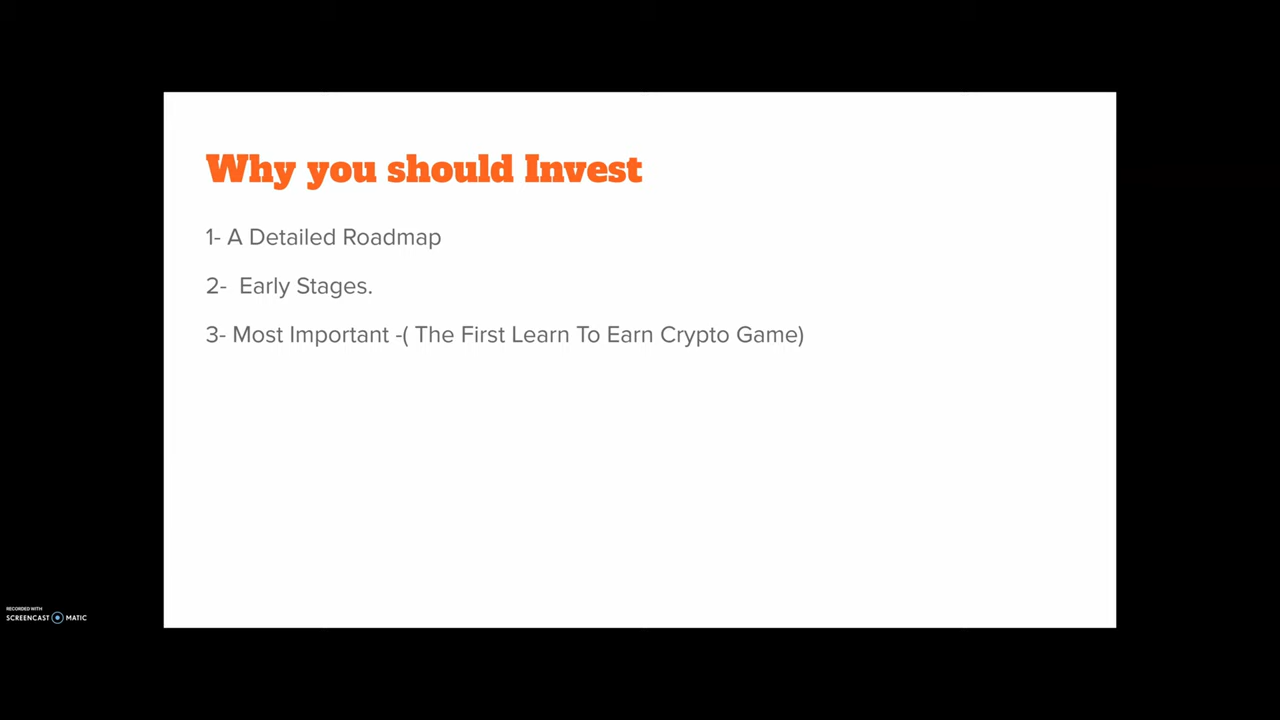 Why you should Invest
1- A Detailed Roadmap
2- Early Stages.
3- Most Important -( The First Learn To Earn Crypto Game)
RECORDED WITH
SCREENCAST MATIC